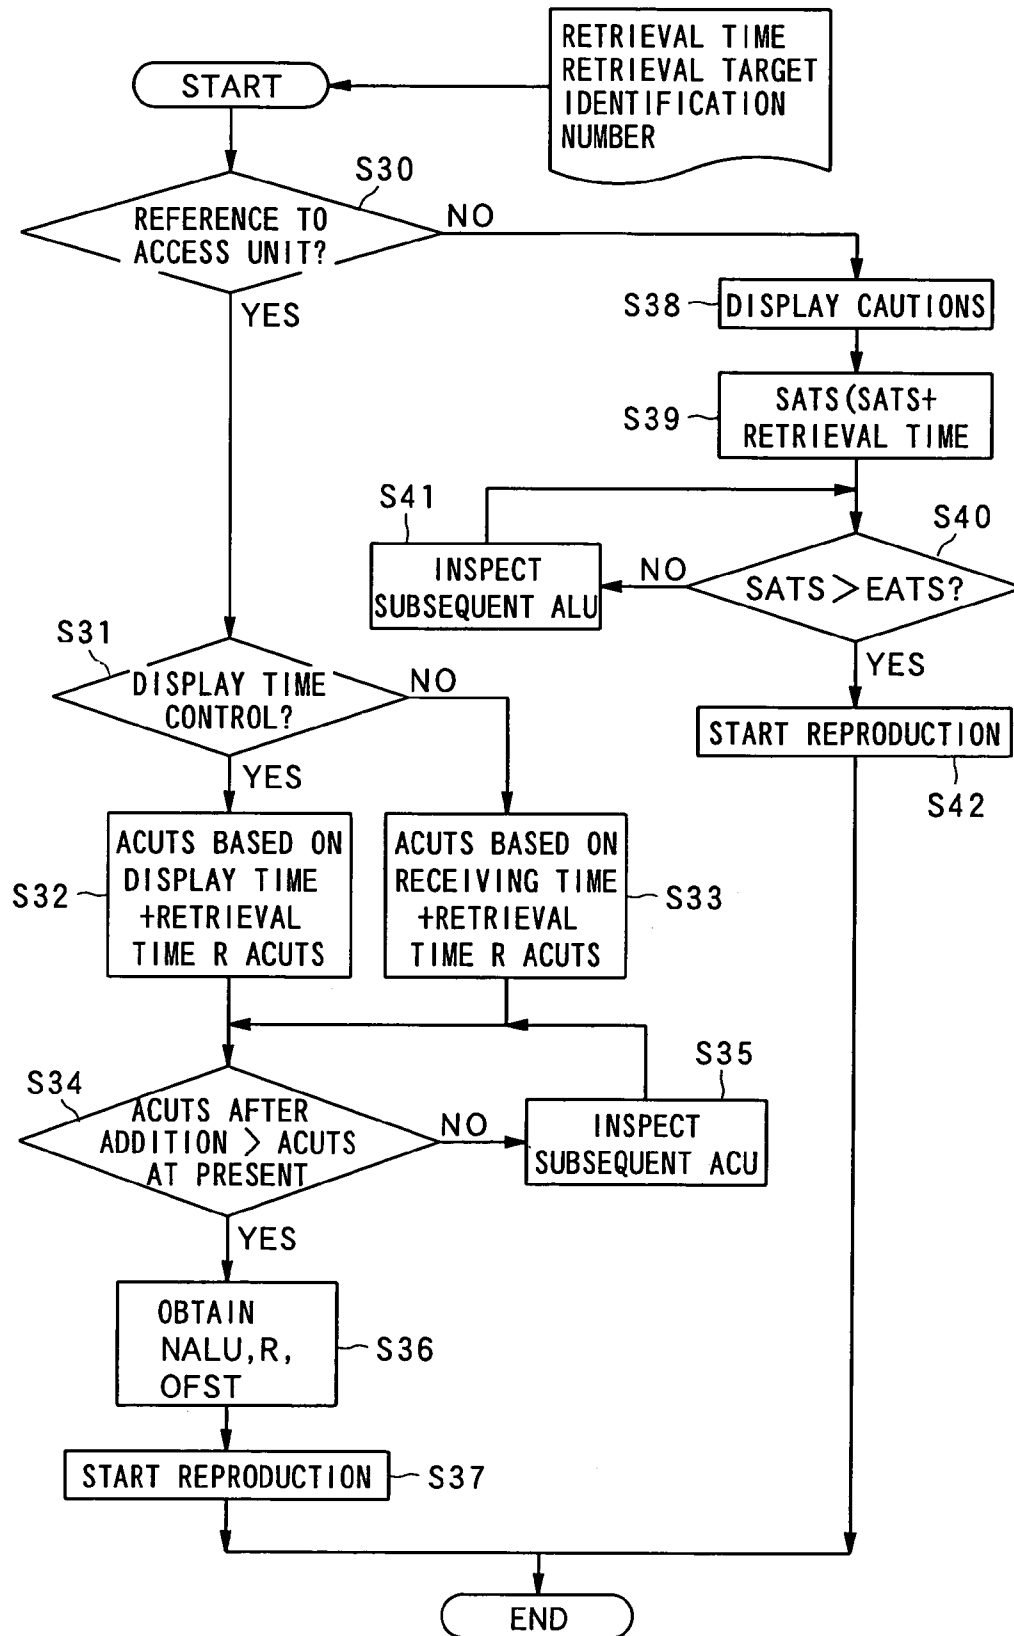 RETRIEVAL TIME
RETRIEVAL TARGET
IDENTIFICATION
NUMBER
START
S30
REFERENCE TO
ACCESS UNIT?
NO
YES
S38
DISPLAY CAUTIONS
S39
SATS(SATS+
RETRIEVAL TIME
S41
INSPECT
SUBSEQUENT ALU
NO
S40
SATS>EATS?
YES
START REPRODUCTION
S42
S31
DISPLAY TIME
CONTROL?
NO
YES
S32
ACUTS BASED ON
DISPLAY TIME
+RETRIEVAL
TIME R ACUTS
ACUTS BASED ON
RECEIVING TIME
+RETRIEVAL
TIME R ACUTS
S33
S34
ACUTS AFTER
ADDITION > ACUTS
AT PRESENT
NO
S35
INSPECT
SUBSEQUENT ACU
YES
OBTAIN
NALU,R,
OFST
S36
START REPRODUCTION
S37
END